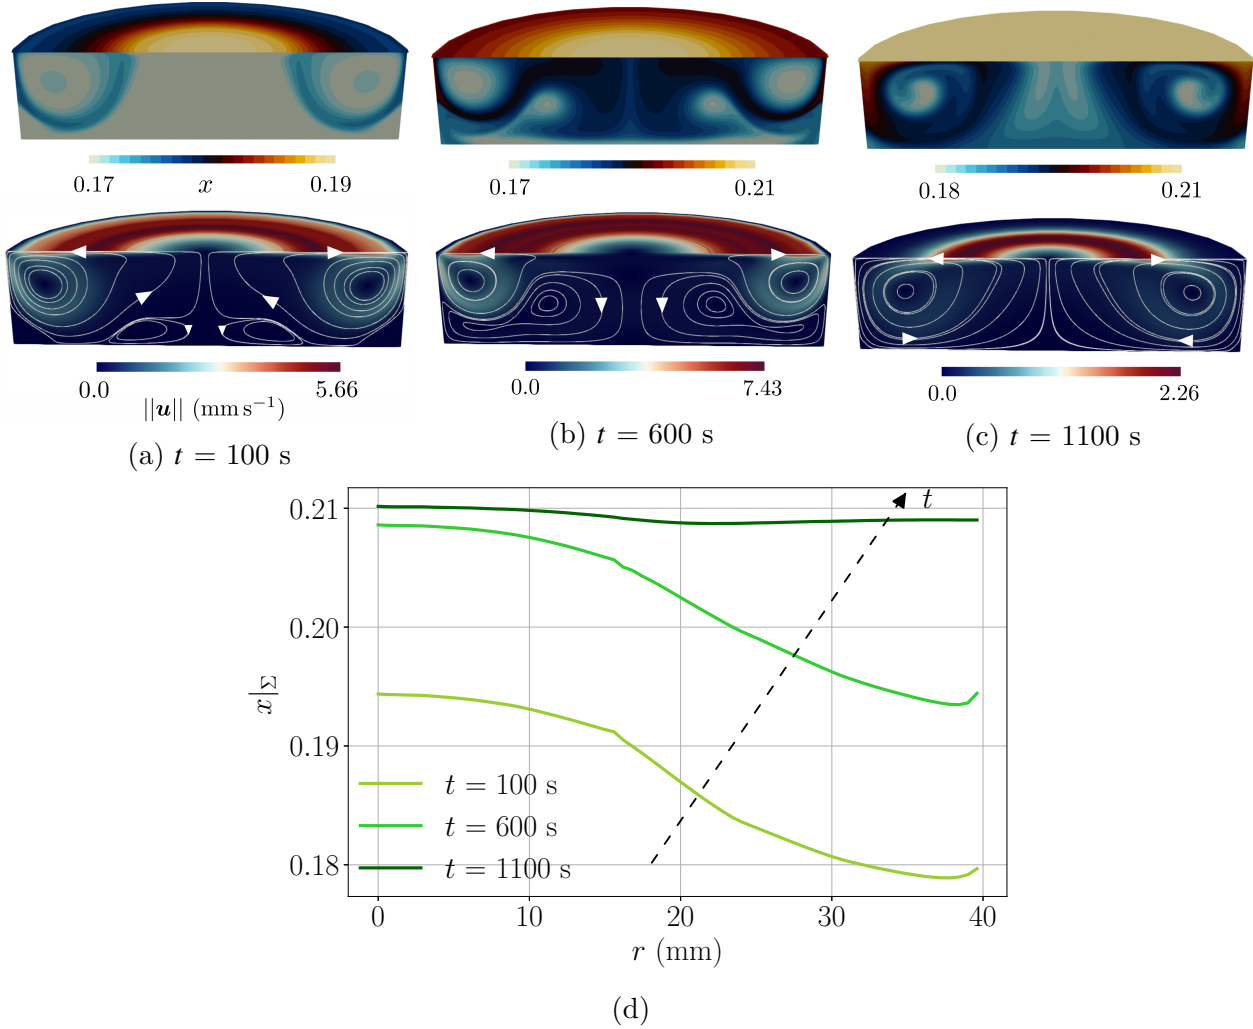 0.17 x 0.19
0.17 0.21
0.18 0.21
0.0 5.66
||u|| (mm s⁻¹)
0.0 7.43
0.0 2.26
(a) t = 100 s
(b) t = 600 s
(c) t = 1100 s
t
0.21
0.20
0.19
0.18
x|Σ
t = 100 s
t = 600 s
t = 1100 s
0 10 20 30 40
r (mm)
(d)